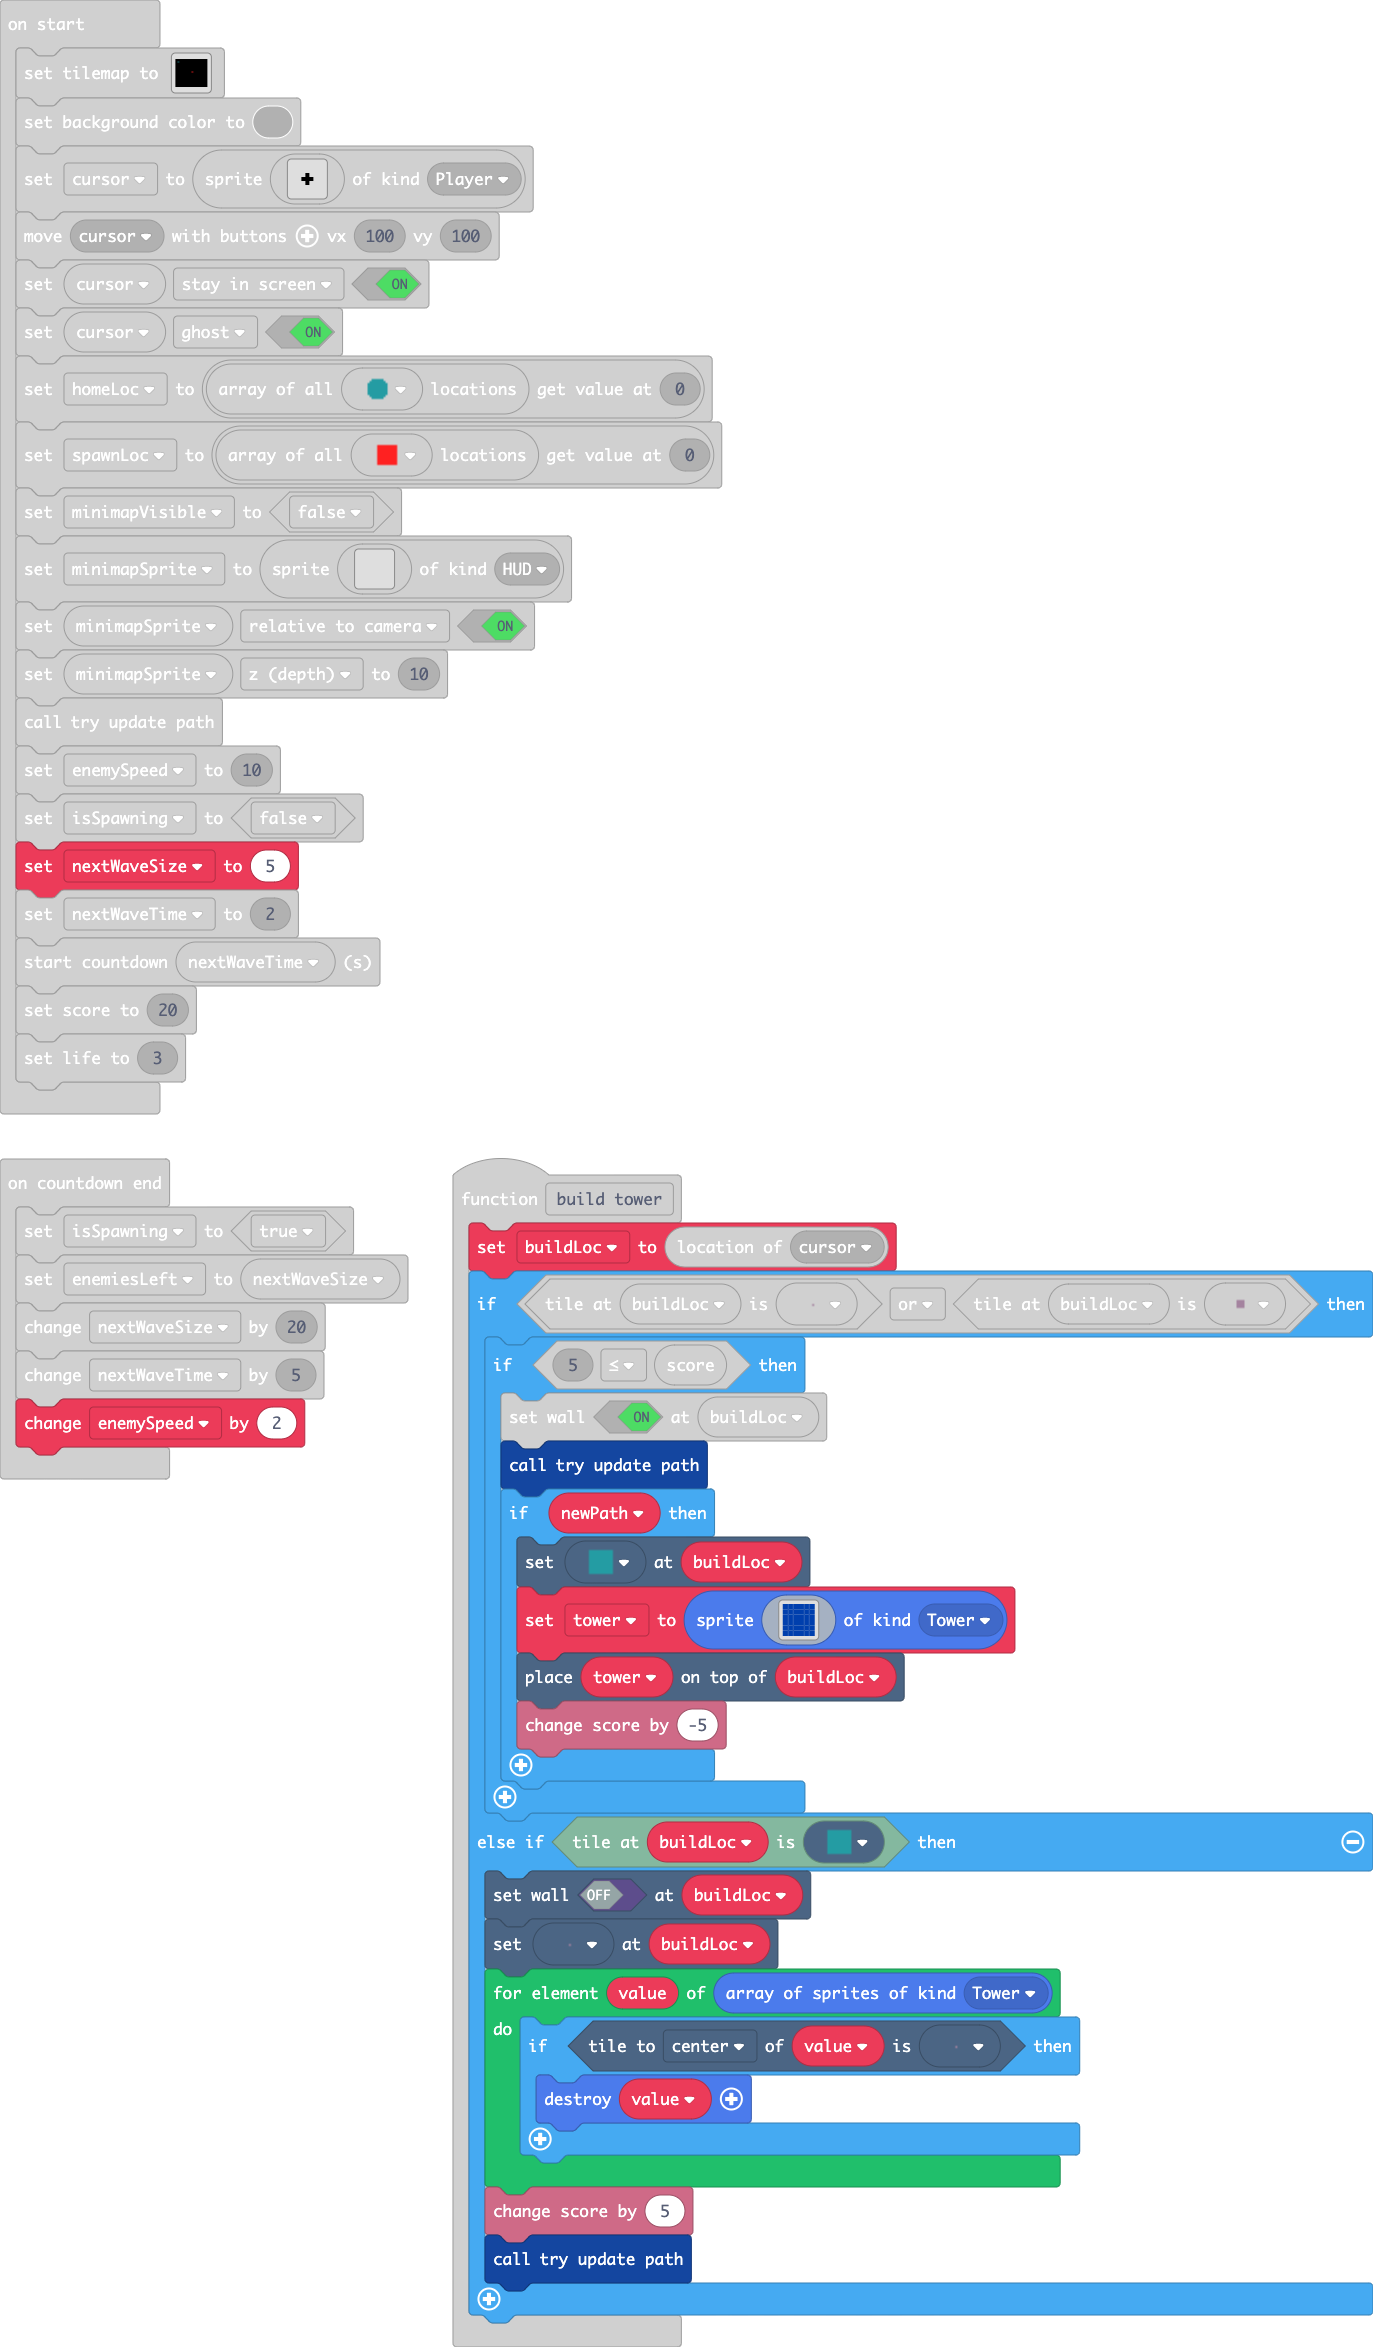 on start
set tilemap to
set background color to
set cursor to sprite of kind Player
move cursor with buttons vx 100 vy 100
set cursor stay in screen ON
set cursor ghost ON
set homeLoc to array of all locations get value at 0
set spawnLoc to array of all locations get value at 0
set minimapVisible to false
set minimapSprite to sprite of kind HUD
set minimapSprite relative to camera ON
set minimapSprite z (depth) to 10
call try update path
set enemySpeed to 10
set isSpawning to false
set nextWaveSize to 5
set nextWaveTime to 2
start countdown nextWaveTime (s)
set score to 20
set life to 3
on countdown end
set isSpawning to true
set enemiesLeft to nextWaveSize
change nextWaveSize by 20
change nextWaveTime by 5
change enemySpeed by 2
function build tower
set buildLoc to location of cursor
if tile at buildLoc is or tile at buildLoc is then
if 5 ≤ score then
set wall ON at buildLoc
call try update path
if newPath then
set at buildLoc
set tower to sprite of kind Tower
place tower on top of buildLoc
change score by -5
else if tile at buildLoc is then
set wall OFF at buildLoc
set at buildLoc
for element value of array of sprites of kind Tower
do if tile to center of value is then
destroy value
change score by 5
call try update path